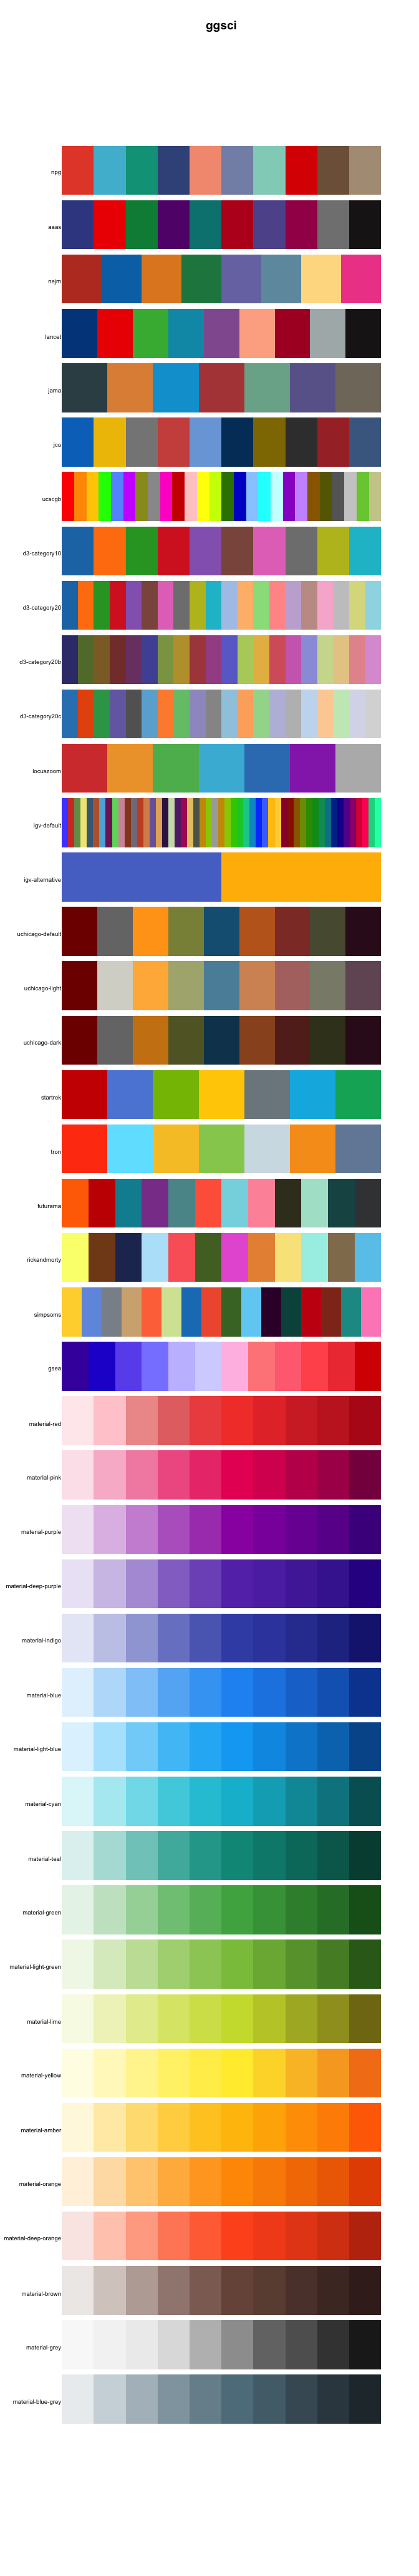 ggsci
npg
aaas
nejm
lancet
jama
jco
ucscgb
d3-category10
d3-category20
d3-category20b
d3-category20c
locuszoom
igv-default
igv-alternative
uchicago-default
uchicago-light
uchicago-dark
startrek
tron
futurama
rickandmorty
simpsoms
gsea
material-red
material-pink
material-purple
material-deep-purple
material-indigo
material-blue
material-light-blue
material-cyan
material-teal
material-green
material-light-green
material-lime
material-yellow
material-amber
material-orange
material-deep-orange
material-brown
material-grey
material-blue-grey